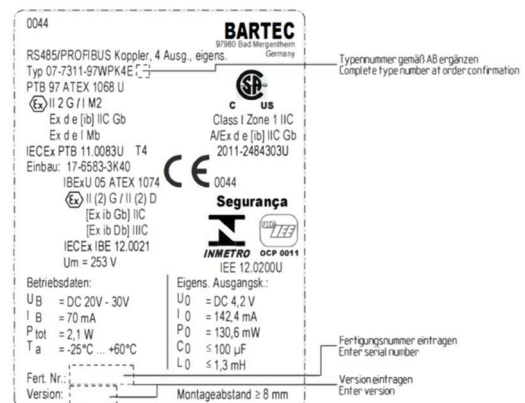 0044
BARTEC
97980 Bad Mergentheim
Germany
RS485/PROFIBUS Koppler, 4 Ausg., eigens.
Typ 07-7311-97WPK4E
Typennummer gemäß AB ergänzen
Complete type number at order confirmation
PTB 97 ATEX 1068 U
Ex II 2 G / I M2
Ex d e [ib] IIC Gb
Ex d e I Mb
IECEx PTB 11.0083U T4
SA
C US
Class I Zone 1 IIC
A/Ex d e [ib] IIC Gb
2011-2484303U
Einbau: 17-6583-3K40
IBExU 05 ATEX 1074
Ex II (2) G / II (2) D
[Ex ib Gb] IIC
[Ex ib Db] IIIC
IECEx IBE 12.0021
Um = 253 V
CE 0044
Segurança
INMETRO
IEE
OCP 0011
IEE 12.0200U
Betriebsdaten:
UB = DC 20V - 30V
IB = 70 mA
Ptot = 2,1 W
Ta = -25°C ... +60°C
Eigens. Ausgangsk.:
U0 = DC 4,2 V
I0 = 142,4 mA
P0 = 130,6 mW
C0 ≤ 100 µF
L0 ≤ 1,3 mH
Fert. Nr.:
Fertigungsnummer eintragen
Enter serial number
Version:
Montageabstand ≥ 8 mm
Version eintragen
Enter version